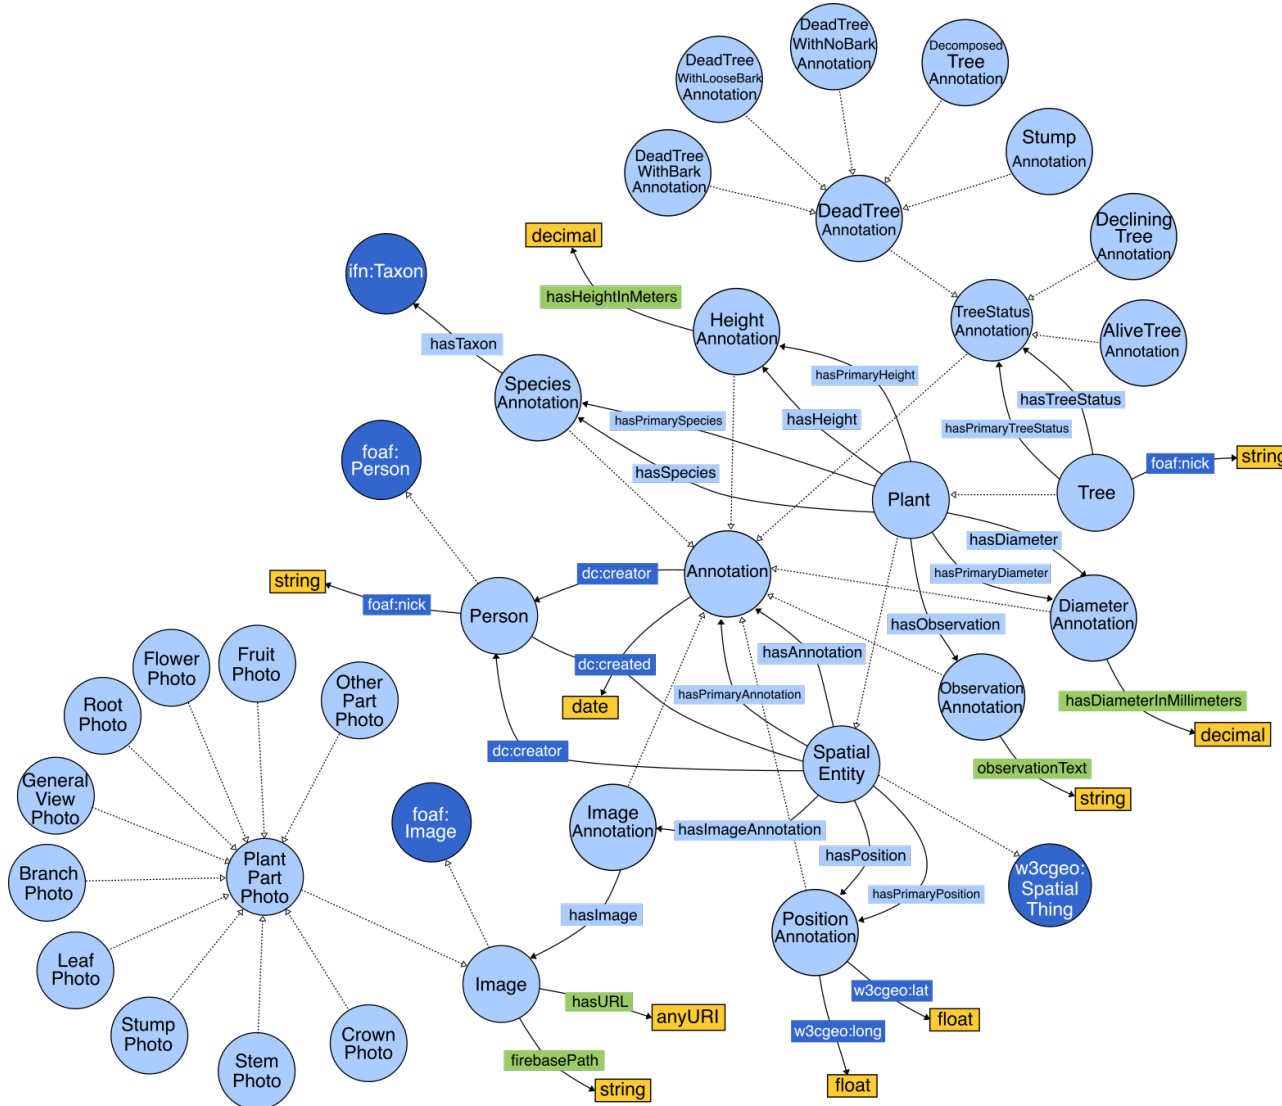 DeadTree
WithNoBark
Annotation
DeadTree
WithLooseBark
Annotation
Decomposed
Tree
Annotation
Stump
Annotation
DeadTree
WithBark
Annotation
DeadTree
Annotation
Declining
Tree
Annotation
decimal
ifn:Taxon
hasHeightInMeters
TreeStatus
Annotation
Height
Annotation
AliveTree
Annotation
hasTaxon
hasPrimaryHeight
Species
Annotation
hasTreeStatus
hasPrimarySpecies
hasHeight
hasPrimaryTreeStatus
foaf:
Person
foaf:nick
string
hasSpecies
Plant
Tree
hasDiameter
Annotation
dc:creator
hasPrimaryDiameter
string
foaf:nick
Person
Diameter
Annotation
hasObservation
hasAnnotation
Fruit
Photo
Flower
Photo
dc:created
hasPrimaryAnnotation
Observation
Annotation
hasDiameterInMillimeters
Other
Part
Photo
Root
Photo
date
decimal
dc:creator
Spatial
Entity
observationText
General
View
Photo
string
foaf:
Image
Image
Annotation
hasImageAnnotation
hasPosition
Plant
Part
Photo
Branch
Photo
hasPrimaryPosition
w3cgeo:
Spatial
Thing
hasImage
Position
Annotation
Leaf
Photo
Image
w3cgeo:lat
hasURL
anyURI
float
Stump
Photo
w3cgeo:long
Crown
Photo
firebasePath
Stem
Photo
string
float